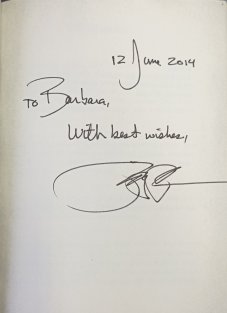 12 June 2014
To Barbara,
With best wishes,